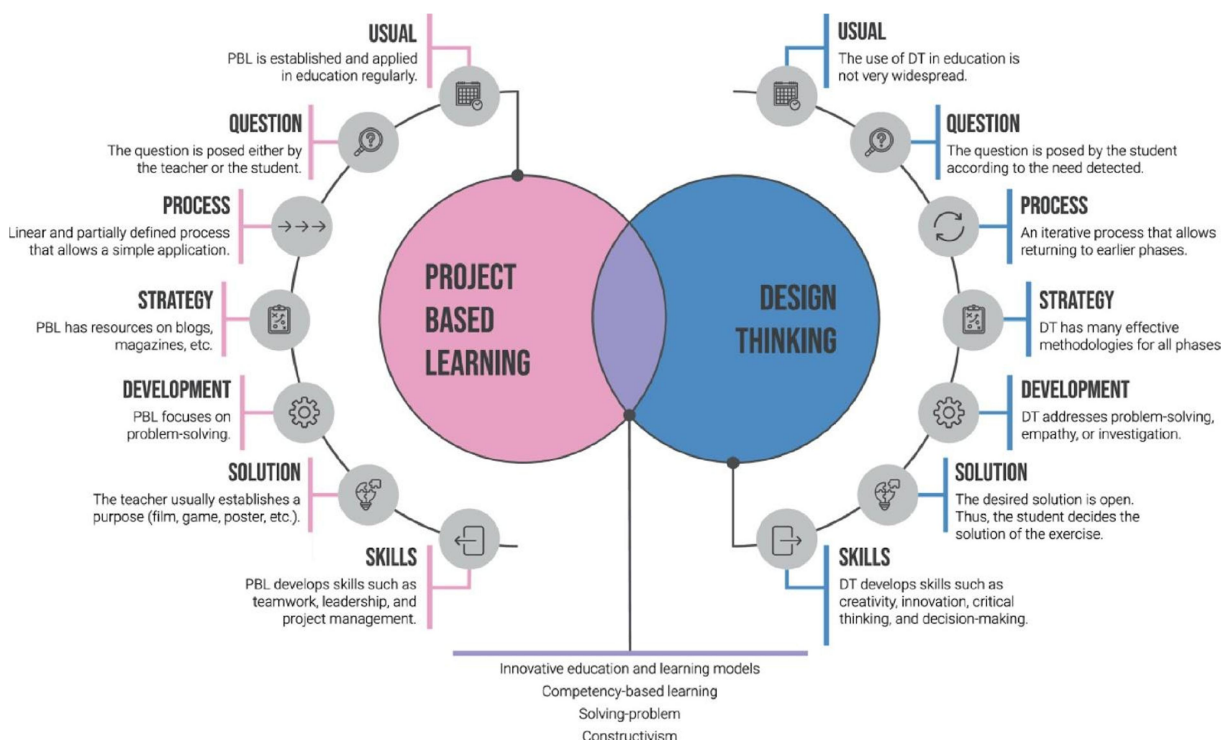 USUAL
PBL is established and applied
in education regularly.
QUESTION
The question is posed either by
the teacher or the student.
PROCESS
Linear and partially defined process
that allows a simple application.
STRATEGY
PBL has resources on blogs,
magazines, etc.
DEVELOPMENT
PBL focuses on
problem-solving.
SOLUTION
The teacher usually establishes a
purpose (film, game, poster, etc.).
SKILLS
PBL develops skills such as
teamwork, leadership, and
project management.
PROJECT
BASED
LEARNING
DESIGN
THINKING
USUAL
The use of DT in education is
not very widespread.
QUESTION
The question is posed by the student
according to the need detected.
PROCESS
An iterative process that allows
returning to earlier phases.
STRATEGY
DT has many effective
methodologies for all phases
DEVELOPMENT
DT addresses problem-solving,
empathy, or investigation.
SOLUTION
The desired solution is open.
Thus, the student decides the
solution of the exercise.
SKILLS
DT develops skills such as
creativity, innovation, critical
thinking, and decision-making.
Innovative education and learning models
Competency-based learning
Solving-problem
Constructivism